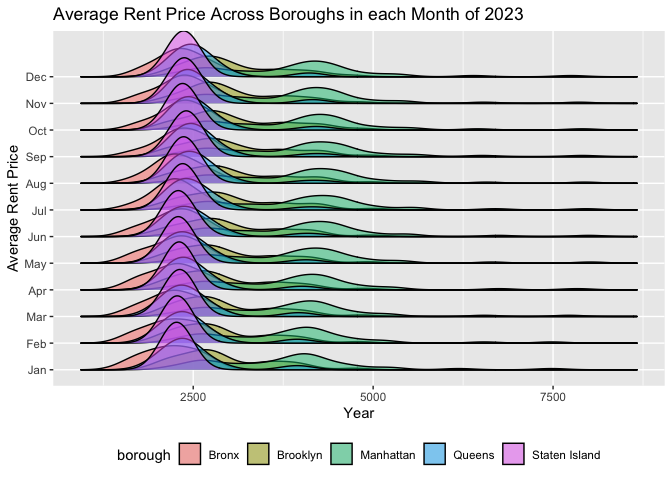 Average Rent Price Across Boroughs in each Month of 2023
Average Rent Price
Dec
Nov
Oct
Sep
Aug
Jul
Jun
May
Apr
Mar
Feb
Jan
2500 5000 7500
Year
borough Bronx Brooklyn Manhattan Queens Staten Island